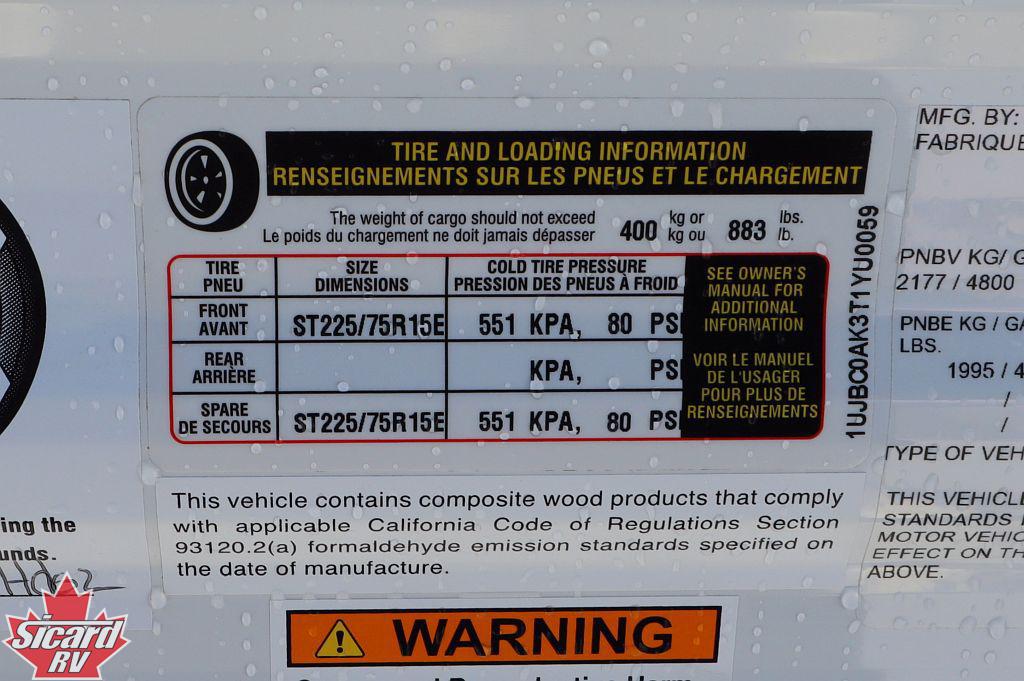 TIRE AND LOADING INFORMATION
RENSEIGNEMENTS SUR LES PNEUS ET LE CHARGEMENT
The weight of cargo should not exceed 400 kg or 883 lbs.
Le poids du chargement ne doit jamais dépasser kg ou lb.
TIRE SIZE COLD TIRE PRESSURE
PNEU DIMENSIONS PRESSION DES PNEUS À FROID
FRONT
AVANT ST225/75R15E 551 KPA, 80 PSI
REAR
ARRIÈRE KPA, PSI
SPARE
DE SECOURS ST225/75R15E 551 KPA, 80 PSI
SEE OWNER'S
MANUAL FOR
ADDITIONAL
INFORMATION
VOIR LE MANUEL
DE L'USAGER
POUR PLUS DE
RENSEIGNEMENTS
1UJBC0AK3T1YU0059
This vehicle contains composite wood products that comply
with applicable California Code of Regulations Section
93120.2(a) formaldehyde emission standards specified on
the date of manufacture.
WARNING
MFG. BY:
FABRIQUE
PNBV KG/ G
2177 / 4800
PNBE KG / GA
LBS.
1995 / 4
/
/
TYPE OF VEH
THIS VEHICLE
STANDARDS
MOTOR VEHIC
EFFECT ON TH
ABOVE.
ing the
unds.
Sicard
RV